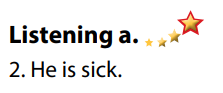 Listening a.
2. He is sick.